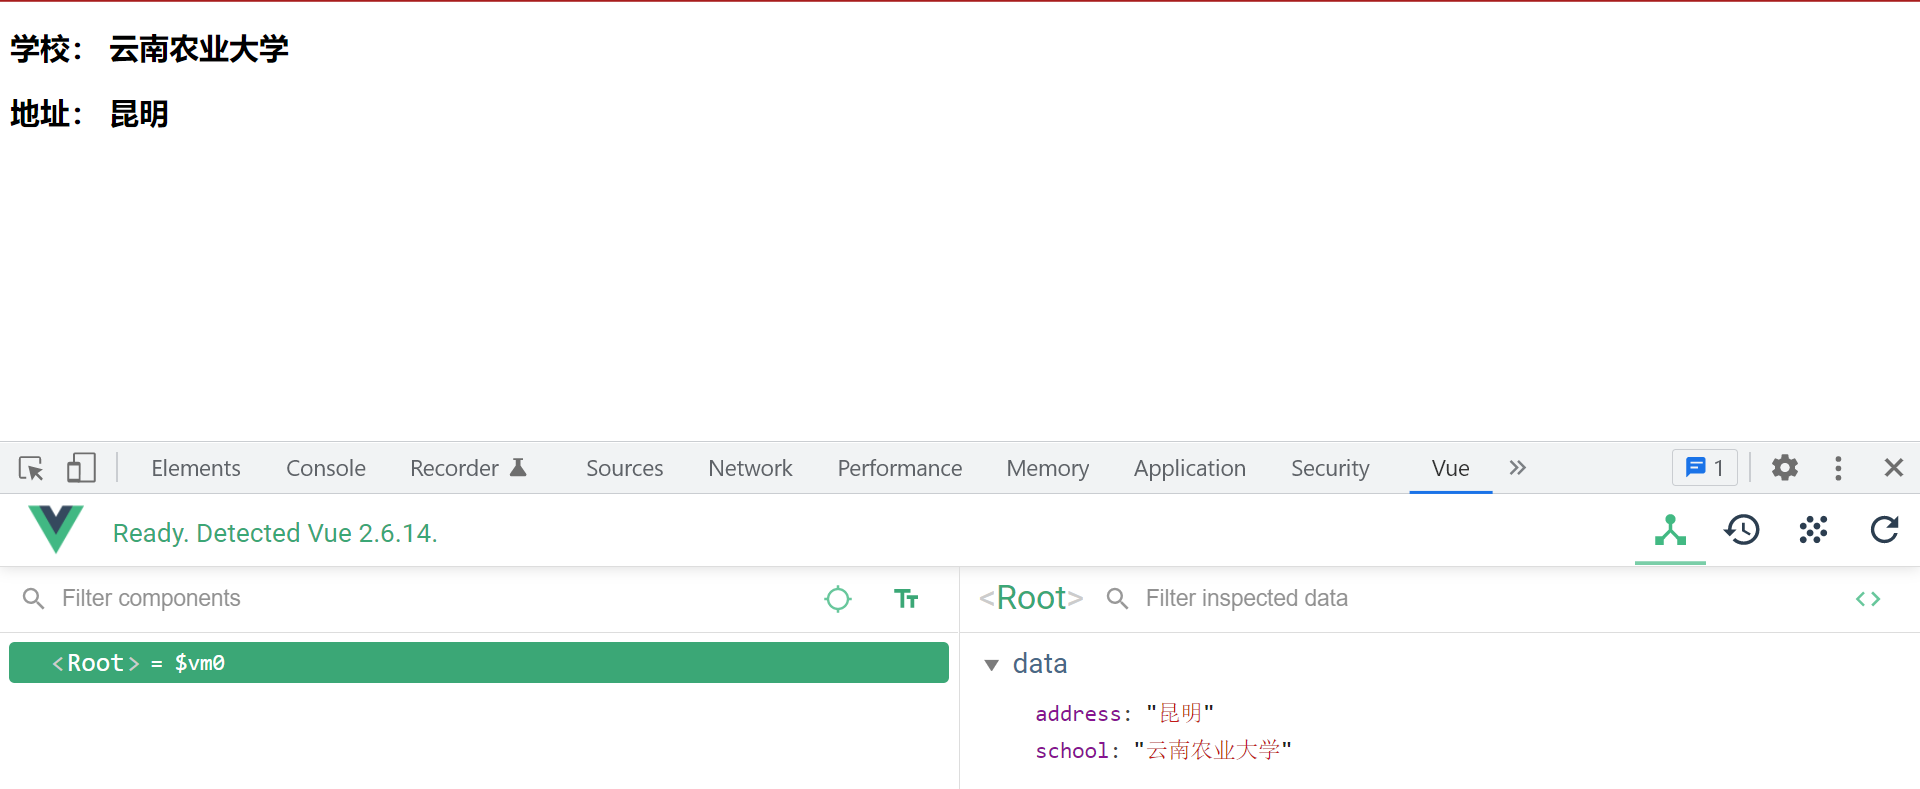 学校： 云南农业大学
地址： 昆明
Elements Console Recorder Sources Network Performance Memory Application Security Vue 1
Ready. Detected Vue 2.6.14.
Filter components
<Root> Filter inspected data
<Root> = $vm0
data
address: "昆明"
school: "云南农业大学"